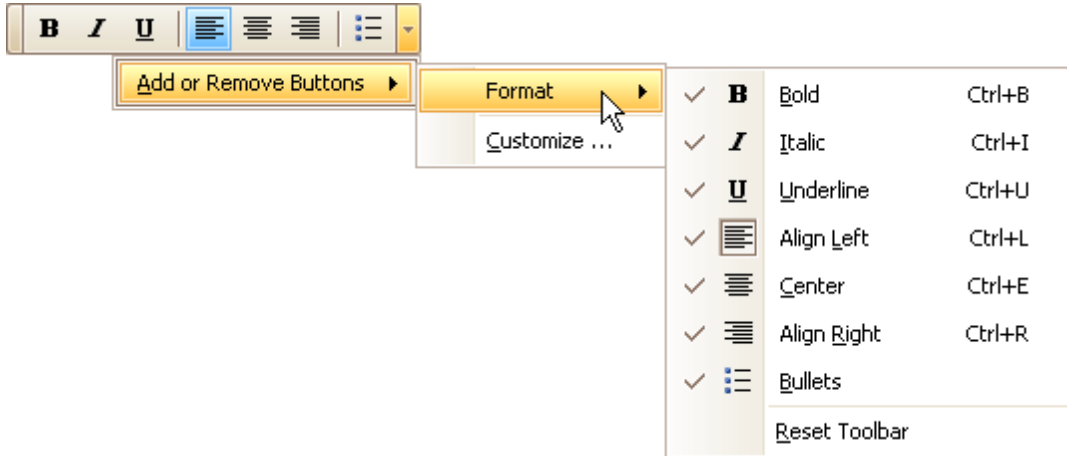 B I U
Add or Remove Buttons
Format
Customize ...
B Bold Ctrl+B
I Italic Ctrl+I
U Underline Ctrl+U
Align Left Ctrl+L
Center Ctrl+E
Align Right Ctrl+R
Bullets
Reset Toolbar